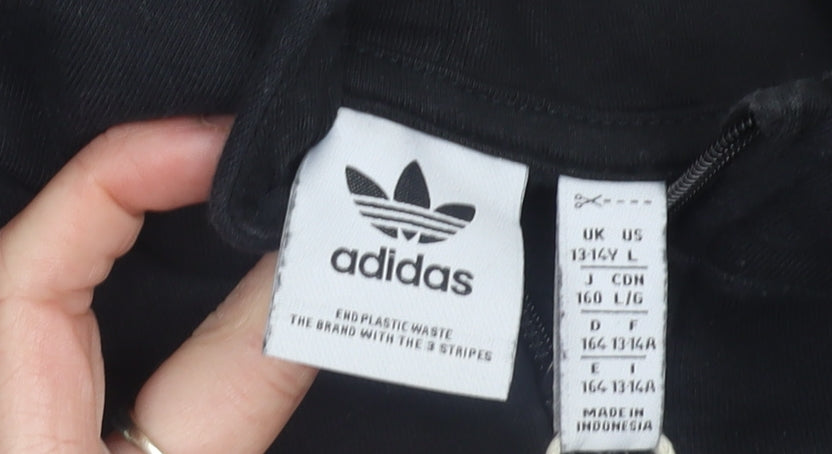 adidas
END PLASTIC WASTE
THE BRAND WITH THE 3 STRIPES
UK US
13-14Y L
J CDN
160 L/G
D F
164 13-14A
E I
164 13-14A
MADE IN
INDONESIA